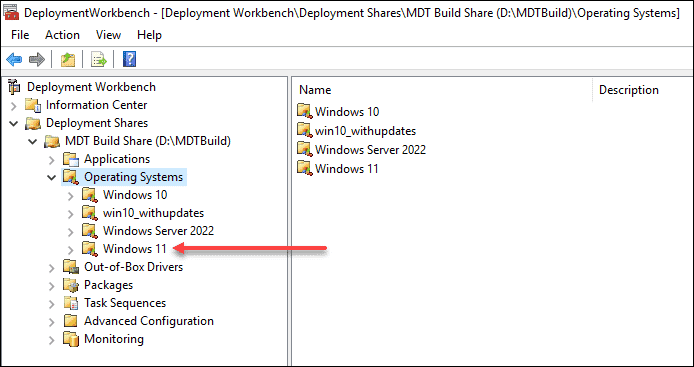 DeploymentWorkbench - [Deployment Workbench\Deployment Shares\MDT Build Share (D:\MDTBuild)\Operating Systems]
File Action View Help
Deployment Workbench
Information Center
Deployment Shares
MDT Build Share (D:\MDTBuild)
Applications
Operating Systems
Windows 10
win10_withupdates
Windows Server 2022
Windows 11
Out-of-Box Drivers
Packages
Task Sequences
Advanced Configuration
Monitoring
Name Description
Windows 10
win10_withupdates
Windows Server 2022
Windows 11